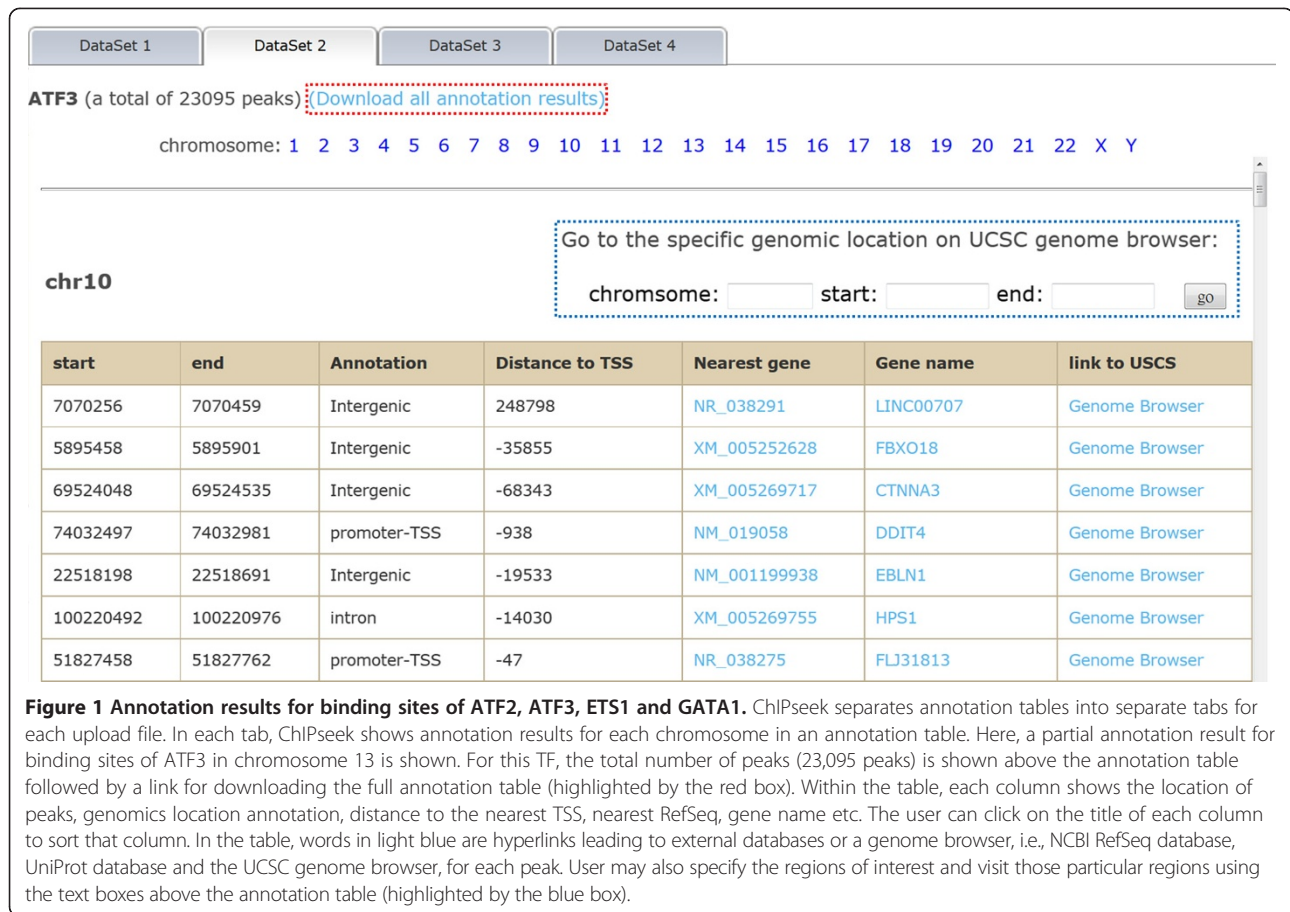 DataSet 1 DataSet 2 DataSet 3 DataSet 4
ATF3 (a total of 23095 peaks) (Download all annotation results)
chromosome: 1 2 3 4 5 6 7 8 9 10 11 12 13 14 15 16 17 18 19 20 21 22 X Y
Go to the specific genomic location on UCSC genome browser:
chr10
chromsome: start: end: go
start end Annotation Distance to TSS Nearest gene Gene name link to USCS
7070256 7070459 Intergenic 248798 NR_038291 LINC00707 Genome Browser
5895458 5895901 Intergenic -35855 XM_005252628 FBXO18 Genome Browser
69524048 69524535 Intergenic -68343 XM_005269717 CTNNA3 Genome Browser
74032497 74032981 promoter-TSS -938 NM_019058 DDIT4 Genome Browser
22518198 22518691 Intergenic -19533 NM_001199938 EBLN1 Genome Browser
100220492 100220976 intron -14030 XM_005269755 HPS1 Genome Browser
51827458 51827762 promoter-TSS -47 NR_038275 FLJ31813 Genome Browser
Figure 1 Annotation results for binding sites of ATF2, ATF3, ETS1 and GATA1. ChIPseek separates annotation tables into separate tabs for
each upload file. In each tab, ChIPseek shows annotation results for each chromosome in an annotation table. Here, a partial annotation result for
binding sites of ATF3 in chromosome 13 is shown. For this TF, the total number of peaks (23,095 peaks) is shown above the annotation table
followed by a link for downloading the full annotation table (highlighted by the red box). Within the table, each column shows the location of
peaks, genomics location annotation, distance to the nearest TSS, nearest RefSeq, gene name etc. The user can click on the title of each column
to sort that column. In the table, words in light blue are hyperlinks leading to external databases or a genome browser, i.e., NCBI RefSeq database,
UniProt database and the UCSC genome browser, for each peak. User may also specify the regions of interest and visit those particular regions using
the text boxes above the annotation table (highlighted by the blue box).